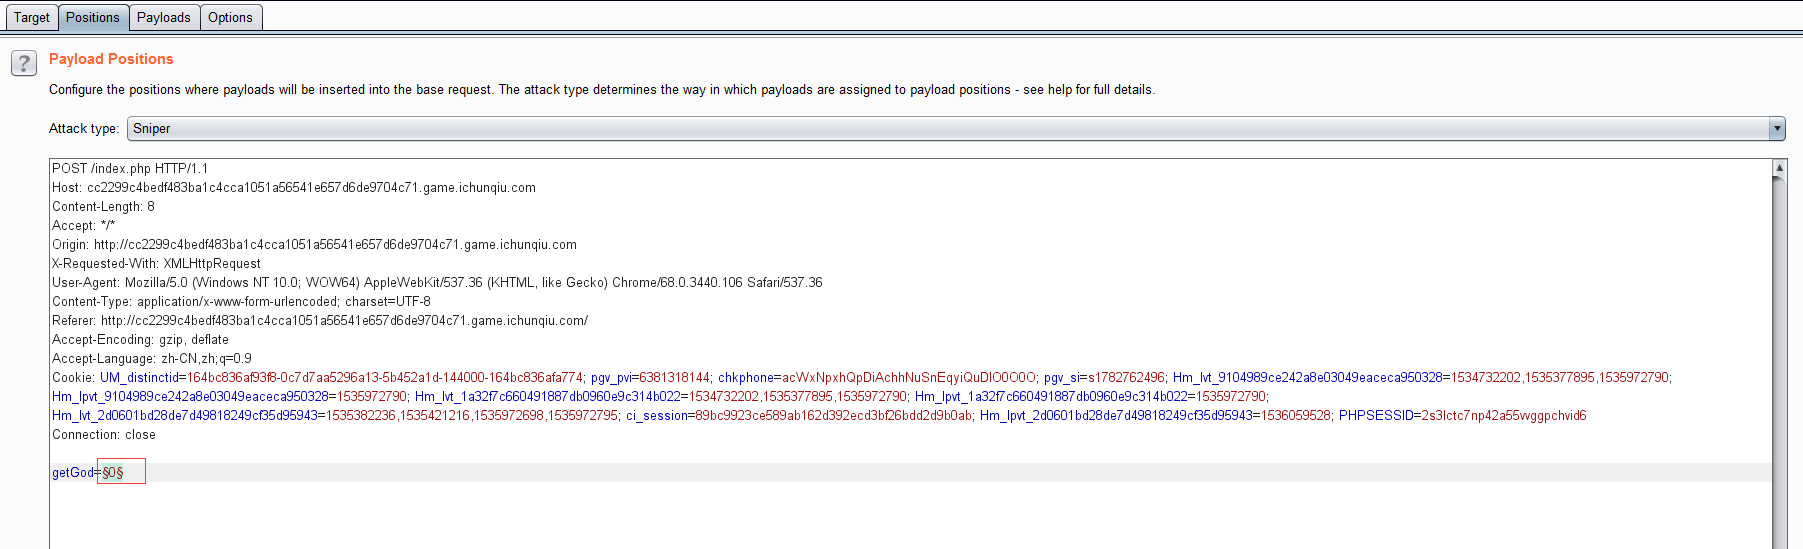 Target Positions Payloads Options
? Payload Positions
Configure the positions where payloads will be inserted into the base request. The attack type determines the way in which payloads are assigned to payload positions - see help for full details.
Attack type: Sniper
POST /index.php HTTP/1.1
Host: cc2299c4bedf483ba1c4cca1051a56541e657d6de9704c71.game.ichunqiu.com
Content-Length: 8
Accept: */*
Origin: http://cc2299c4bedf483ba1c4cca1051a56541e657d6de9704c71.game.ichunqiu.com
X-Requested-With: XMLHttpRequest
User-Agent: Mozilla/5.0 (Windows NT 10.0; WOW64) AppleWebKit/537.36 (KHTML, like Gecko) Chrome/68.0.3440.106 Safari/537.36
Content-Type: application/x-www-form-urlencoded; charset=UTF-8
Referer: http://cc2299c4bedf483ba1c4cca1051a56541e657d6de9704c71.game.ichunqiu.com/
Accept-Encoding: gzip, deflate
Accept-Language: zh-CN,zh;q=0.9
Cookie: UM_distinctid=164bc836af93f8-0c7d7aa5296a13-5b452a1d-144000-164bc836afa774; pgv_pvi=6381318144; chkphone=acWxNpxhQpDiAchhNuSnEqyiQuDIO0O0O; pgv_si=s1782762496; Hm_lvt_9104989ce242a8e03049eaceca950328=1534732202,1535377895,1535972790;
Hm_lpvt_9104989ce242a8e03049eaceca950328=1535972790; Hm_lvt_1a32f7c660491887db0960e9c314b022=1534732202,1535377895,1535972790; Hm_lpvt_1a32f7c660491887db0960e9c314b022=1535972790;
Hm_lvt_2d0601bd28de7d49818249cf35d95943=1535382236,1535421216,1535972698,1535972795; ci_session=89bc9923ce589ab162d392ecd3bf26bdd2d9b0ab; Hm_lpvt_2d0601bd28de7d49818249cf35d95943=1536059528; PHPSESSID=2s3lctc7np42a55vvggpchvid6
Connection: close
getGod=§0§